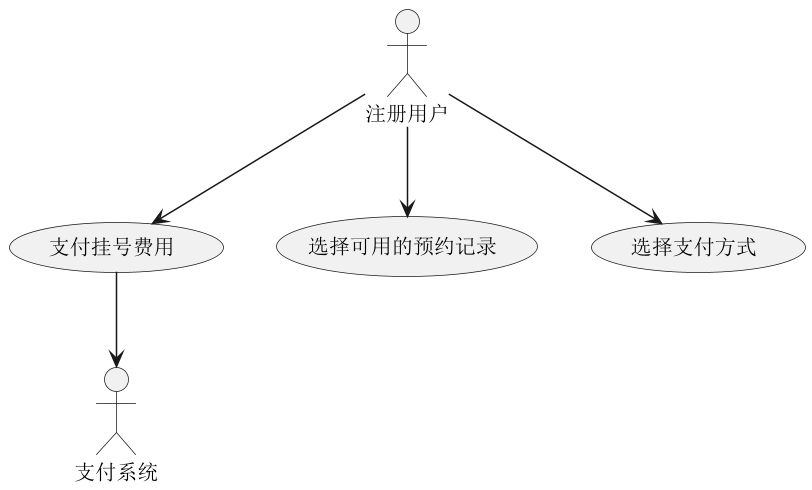 注册用户
支付挂号费用
选择可用的预约记录
选择支付方式
支付系统